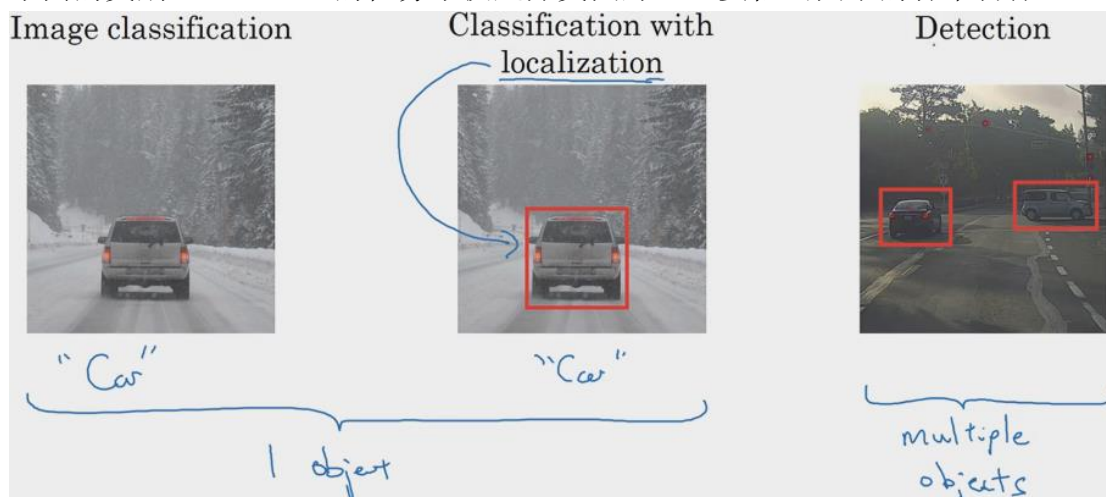 Image classification
Classification with
localization
Detection
"Car"
"Car"
1 object
multiple
objects